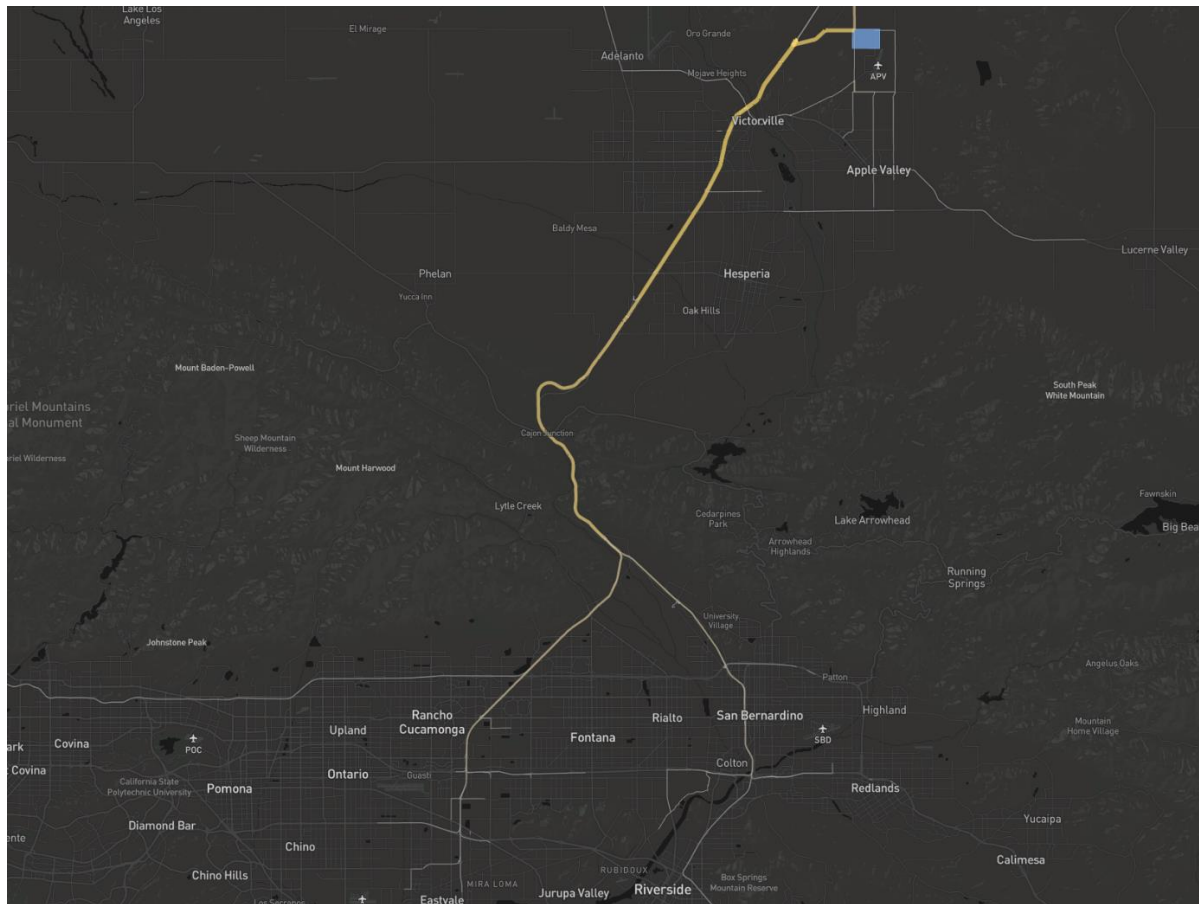 Lake Los
Angeles
El Mirage
Oro Grande
Adelanto
Mojave Heights
APV
Victorville
Apple Valley
Baldy Mesa
Lucerne Valley
Phelan
Hesperia
Yucca Inn
Oak Hills
Mount Baden-Powell
South Peak
White Mountain
riel Mountains
al Monument
Cajon Junction
Sheep Mountain
Wilderness
riel Wilderness
Mount Harwood
Lytle Creek
Cedarpines
Park
Lake Arrowhead
Fawnskin
Big Bea
Arrowhead
Highlands
Running
Springs
University
Village
Johnstone Peak
Angelus Oaks
Patton
Highland
Rancho
Cucamonga
Rialto
San Bernardino
Upland
Fontana
SBD
Mountain
Home Village
ark
Covina
POC
t Covina
Ontario
Guasti
Colton
California State
Polytechnic University
Pomona
Redlands
Diamond Bar
Yucaipa
ente
Chino
Calimesa
Chino Hills
MIRA LOMA
RUBIDOUX
Box Springs
Mountain Reserve
Jurupa Valley
Riverside
Eastvale
Los Serranos